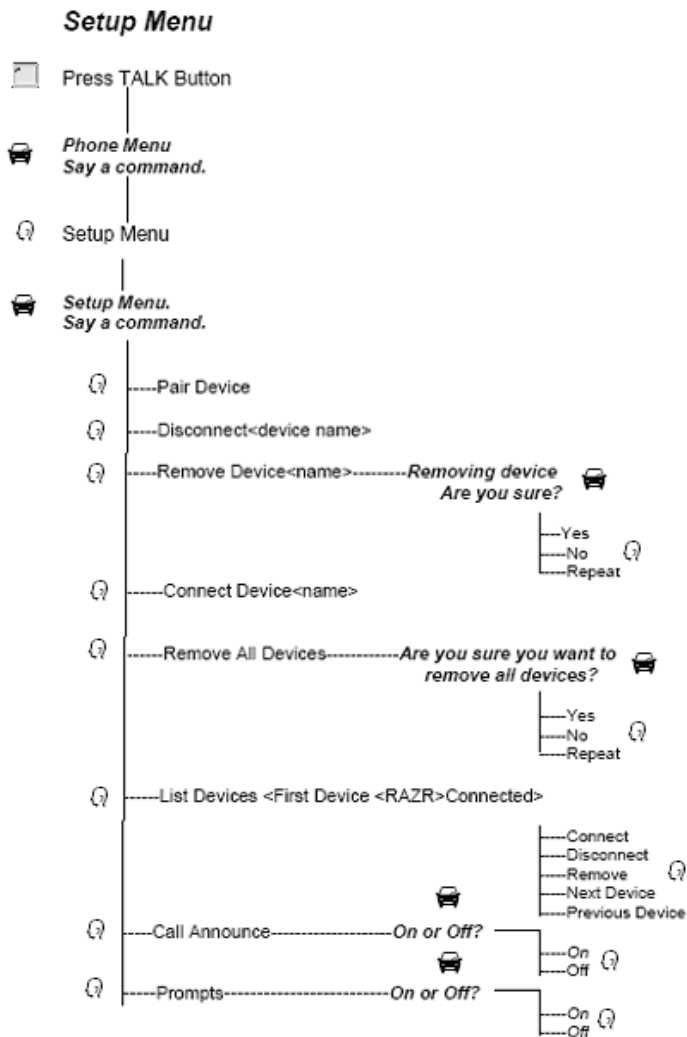 Setup Menu
Press TALK Button
Phone Menu
Say a command.
Setup Menu
Setup Menu.
Say a command.
Pair Device
Disconnect<device name>
Remove Device<name> Removing device
Are you sure?
Yes
No
Repeat
Connect Device<name>
Remove All Devices Are you sure you want to
remove all devices?
Yes
No
Repeat
List Devices <First Device <RAZR>Connected>
Connect
Disconnect
Remove
Next Device
Previous Device
Call Announce On or Off?
On
Off
Prompts On or Off?
On
Off